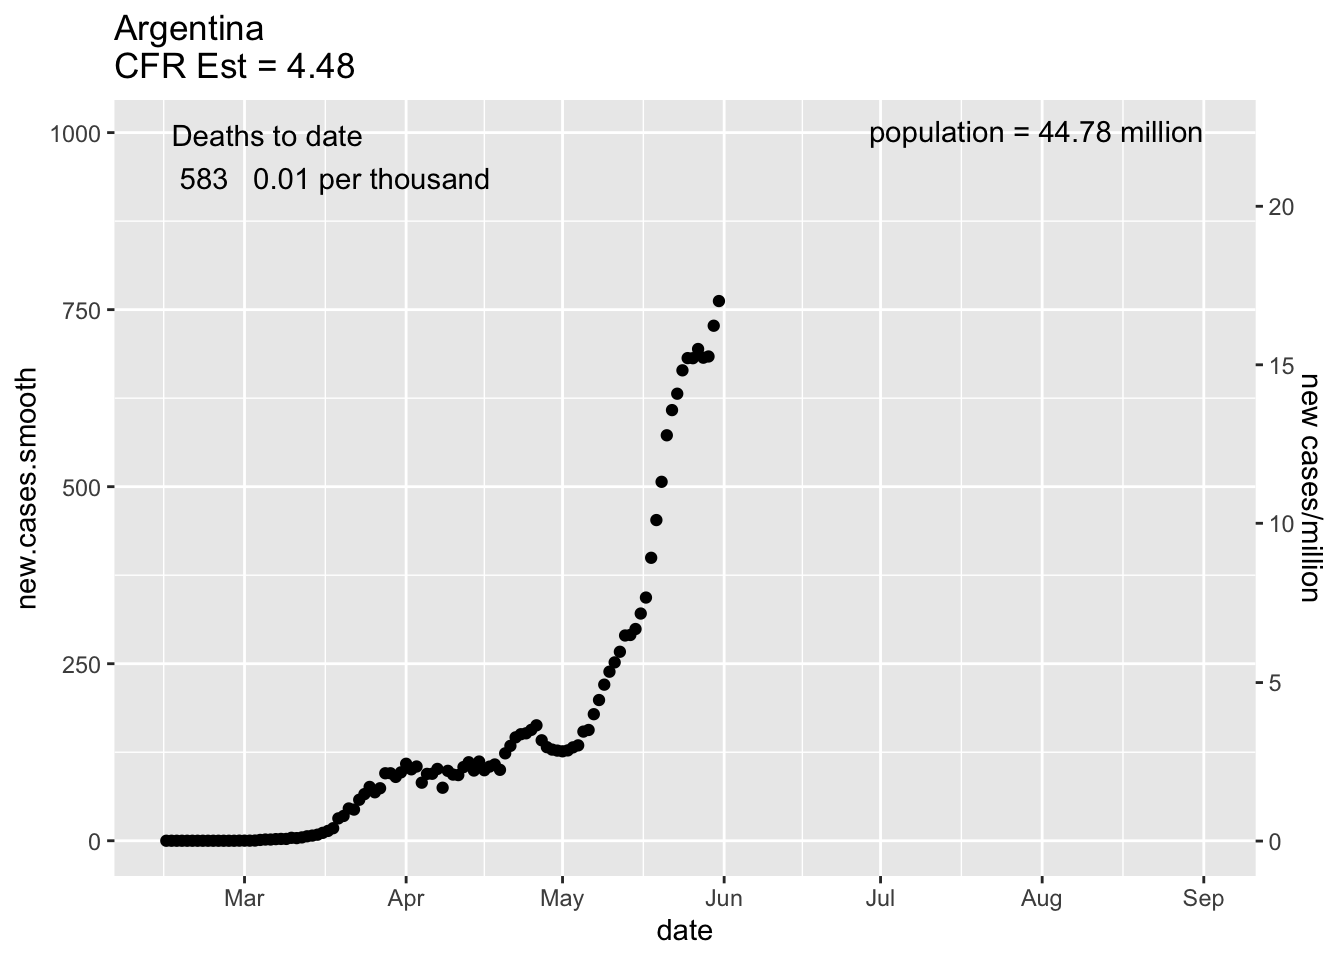 Argentina
CFR Est = 4.48
Deaths to date
583 0.01 per thousand
population = 44.78 million
1000
750
500
250
0
new.cases.smooth
20
15
10
5
0
new cases/million
Mar Apr May Jun Jul Aug Sep
date